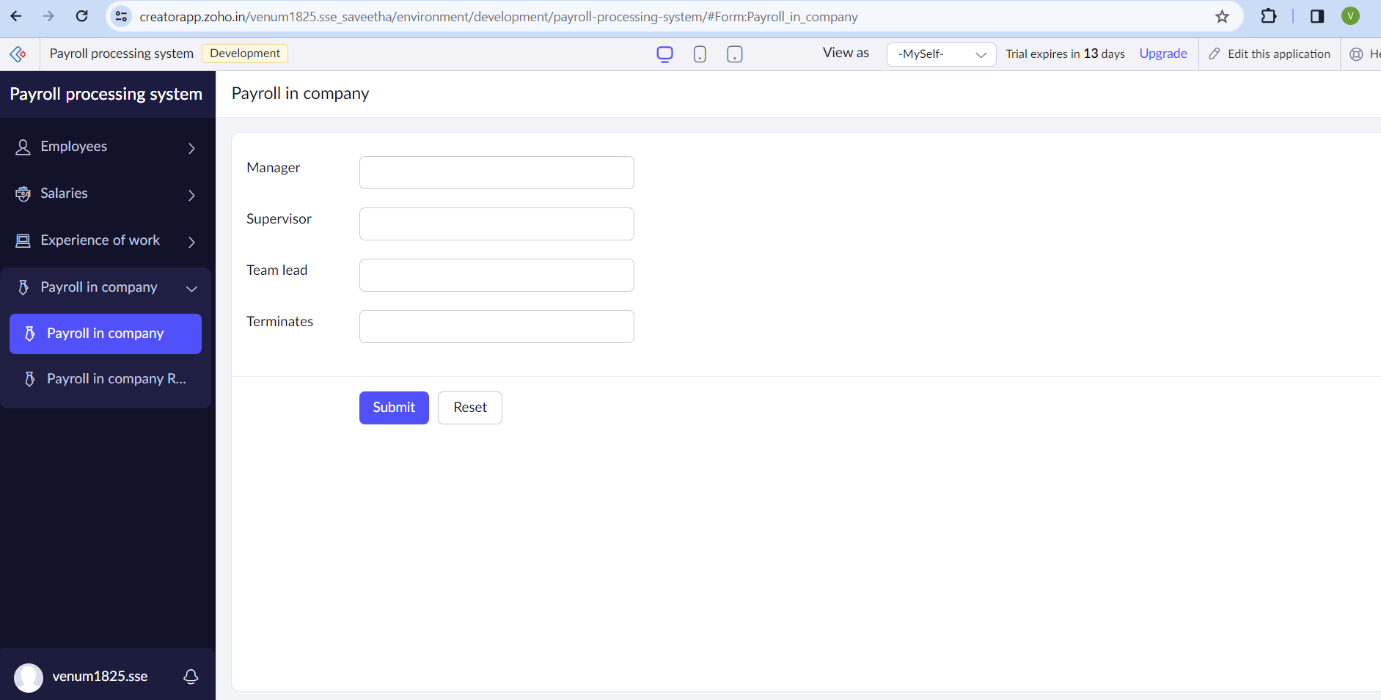 creatorapp.zoho.in/venum1825.sse_saveetha/environment/development/payroll-processing-system/#Form:Payroll_in_company
V
Payroll processing system Development View as -MySelf- Trial expires in 13 days Upgrade Edit this application He
Payroll processing system
Payroll in company
Employees
Salaries
Experience of work
Payroll in company
Payroll in company
Payroll in company R...
Manager
Supervisor
Team lead
Terminates
Submit Reset
venum1825.sse